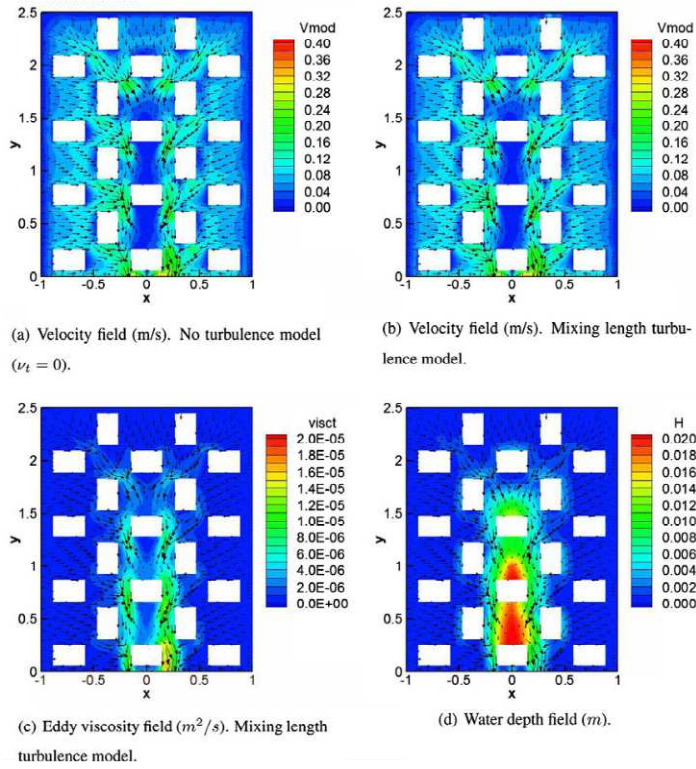 Vmod
0.40
0.36
0.32
0.28
0.24
0.20
0.16
0.12
0.08
0.04
0.00
2.5
2
1.5
1
0.5
0
y
-1 -0.5 0 0.5 1
x
(a) Velocity field (m/s). No turbulence model
(νt = 0).
Vmod
0.40
0.36
0.32
0.28
0.24
0.20
0.16
0.12
0.08
0.04
0.00
2.5
2
1.5
1
0.5
0
y
-1 -0.5 0 0.5 1
x
(b) Velocity field (m/s). Mixing length turbu-
lence model.
visct
2.0E-05
1.8E-05
1.6E-05
1.4E-05
1.2E-05
1.0E-05
8.0E-06
6.0E-06
4.0E-06
2.0E-06
0.0E+00
2.5
2
1.5
1
0.5
0
y
-1 -0.5 0 0.5 1
x
(c) Eddy viscosity field (m²/s). Mixing length
turbulence model.
H
0.020
0.018
0.016
0.014
0.012
0.010
0.008
0.006
0.004
0.002
0.000
2.5
2
1.5
1
0.5
0
y
-1 -0.5 0 0.5 1
x
(d) Water depth field (m).